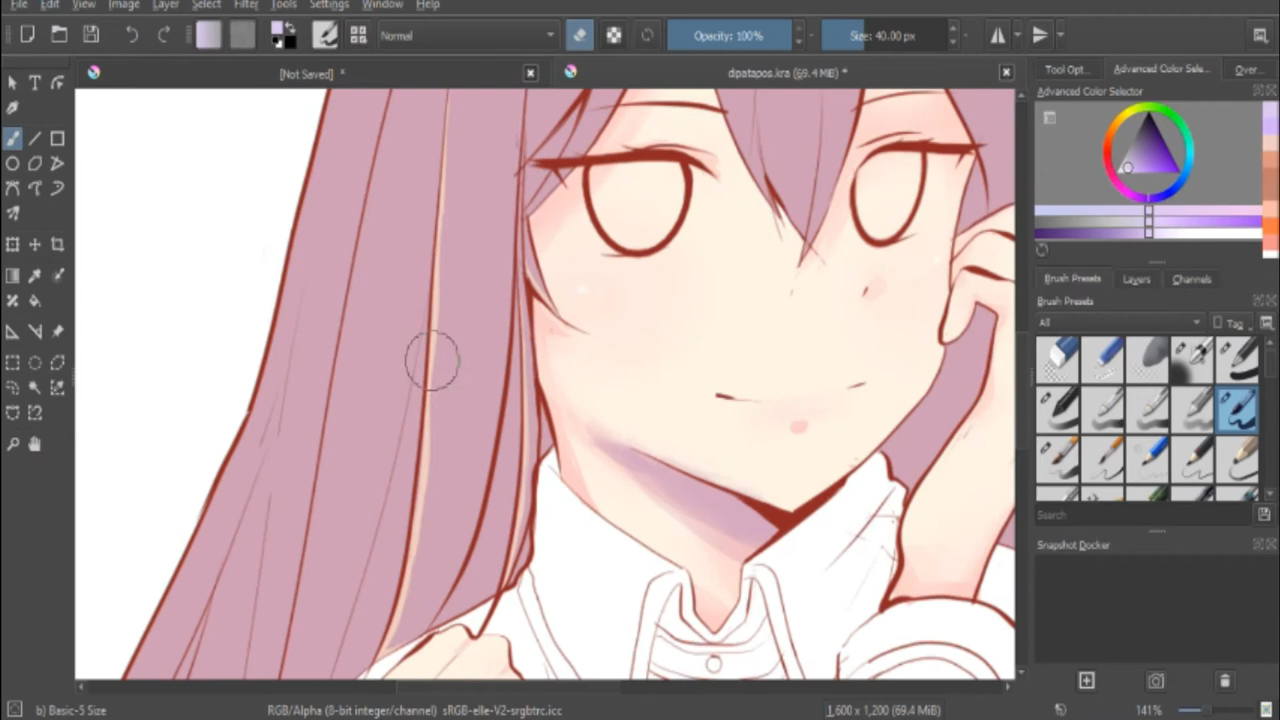 File Edit View Image Layer Select Filter Tools Settings Window Help
Normal
Opacity: 100%
Size: 40.00 px
[Not Saved] *
dipatapos.kra (69.4 MiB) *
Tool Opt...
Advanced Color Sele...
Over...
Advanced Color Selector
Brush Presets
Layers
Channels
Brush Presets
All
Tag
Search
Snapshot Docker
b) Basic-5 Size
RGB/Alpha (8-bit integer/channel) sRGB-elle-V2-srgbtrc.icc
1,600 x 1,200 (69.4 MiB)
141%